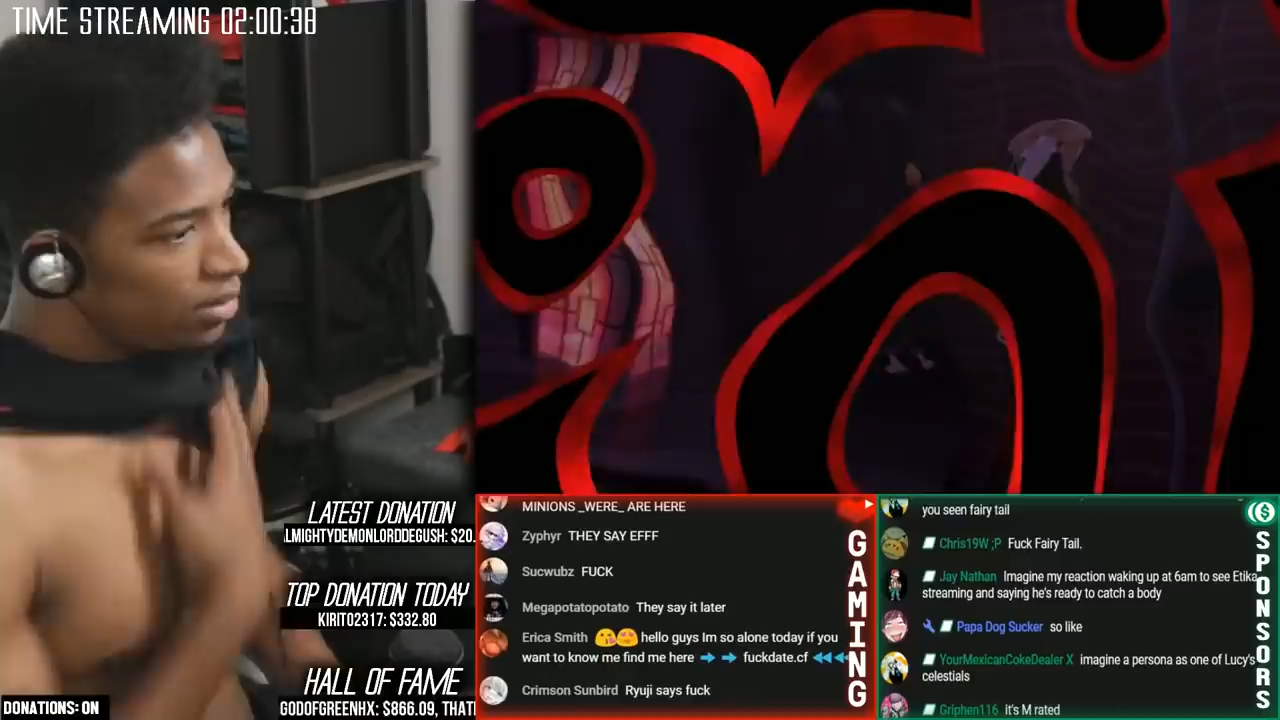 TIME STREAMING 02:00:38
LATEST DONATION
LMIGHTYDEMONLORDDEGUSH: $20.
TOP DONATION TODAY
KIRITO2317: $332.80
HALL OF FAME
GODOFGREENHX: $866.09, THAT
DONATIONS: ON
MINIONS _WERE_ ARE HERE
Zyphyr THEY SAY EFFF
Sucwubz FUCK
Megapotatopotato They say it later
Erica Smith 😘😍 hello guys Im so alone today if you
want to know me find me here ➡ ➡ fuckdate.cf ⏪⏪
Crimson Sunbird Ryuji says fuck
GAMING
you seen fairy tail
Chris19W ;P Fuck Fairy Tail.
Jay Nathan Imagine my reaction waking up at 6am to see Etika
streaming and saying he's ready to catch a body
Papa Dog Sucker so like
YourMexicanCokeDealer X imagine a persona as one of Lucy's
celestials
Griphen116 it's M rated
SPONSORS